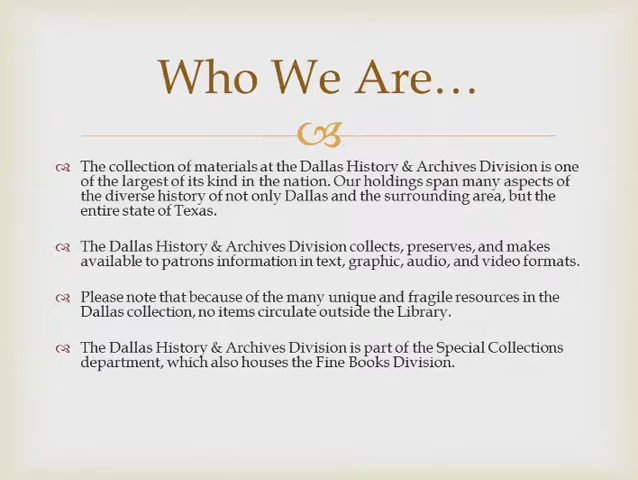 Who We Are…
The collection of materials at the Dallas History & Archives Division is one
of the largest of its kind in the nation. Our holdings span many aspects of
the diverse history of not only Dallas and the surrounding area, but the
entire state of Texas.
The Dallas History & Archives Division collects, preserves, and makes
available to patrons information in text, graphic, audio, and video formats.
Please note that because of the many unique and fragile resources in the
Dallas collection, no items circulate outside the Library.
The Dallas History & Archives Division is part of the Special Collections
department, which also houses the Fine Books Division.